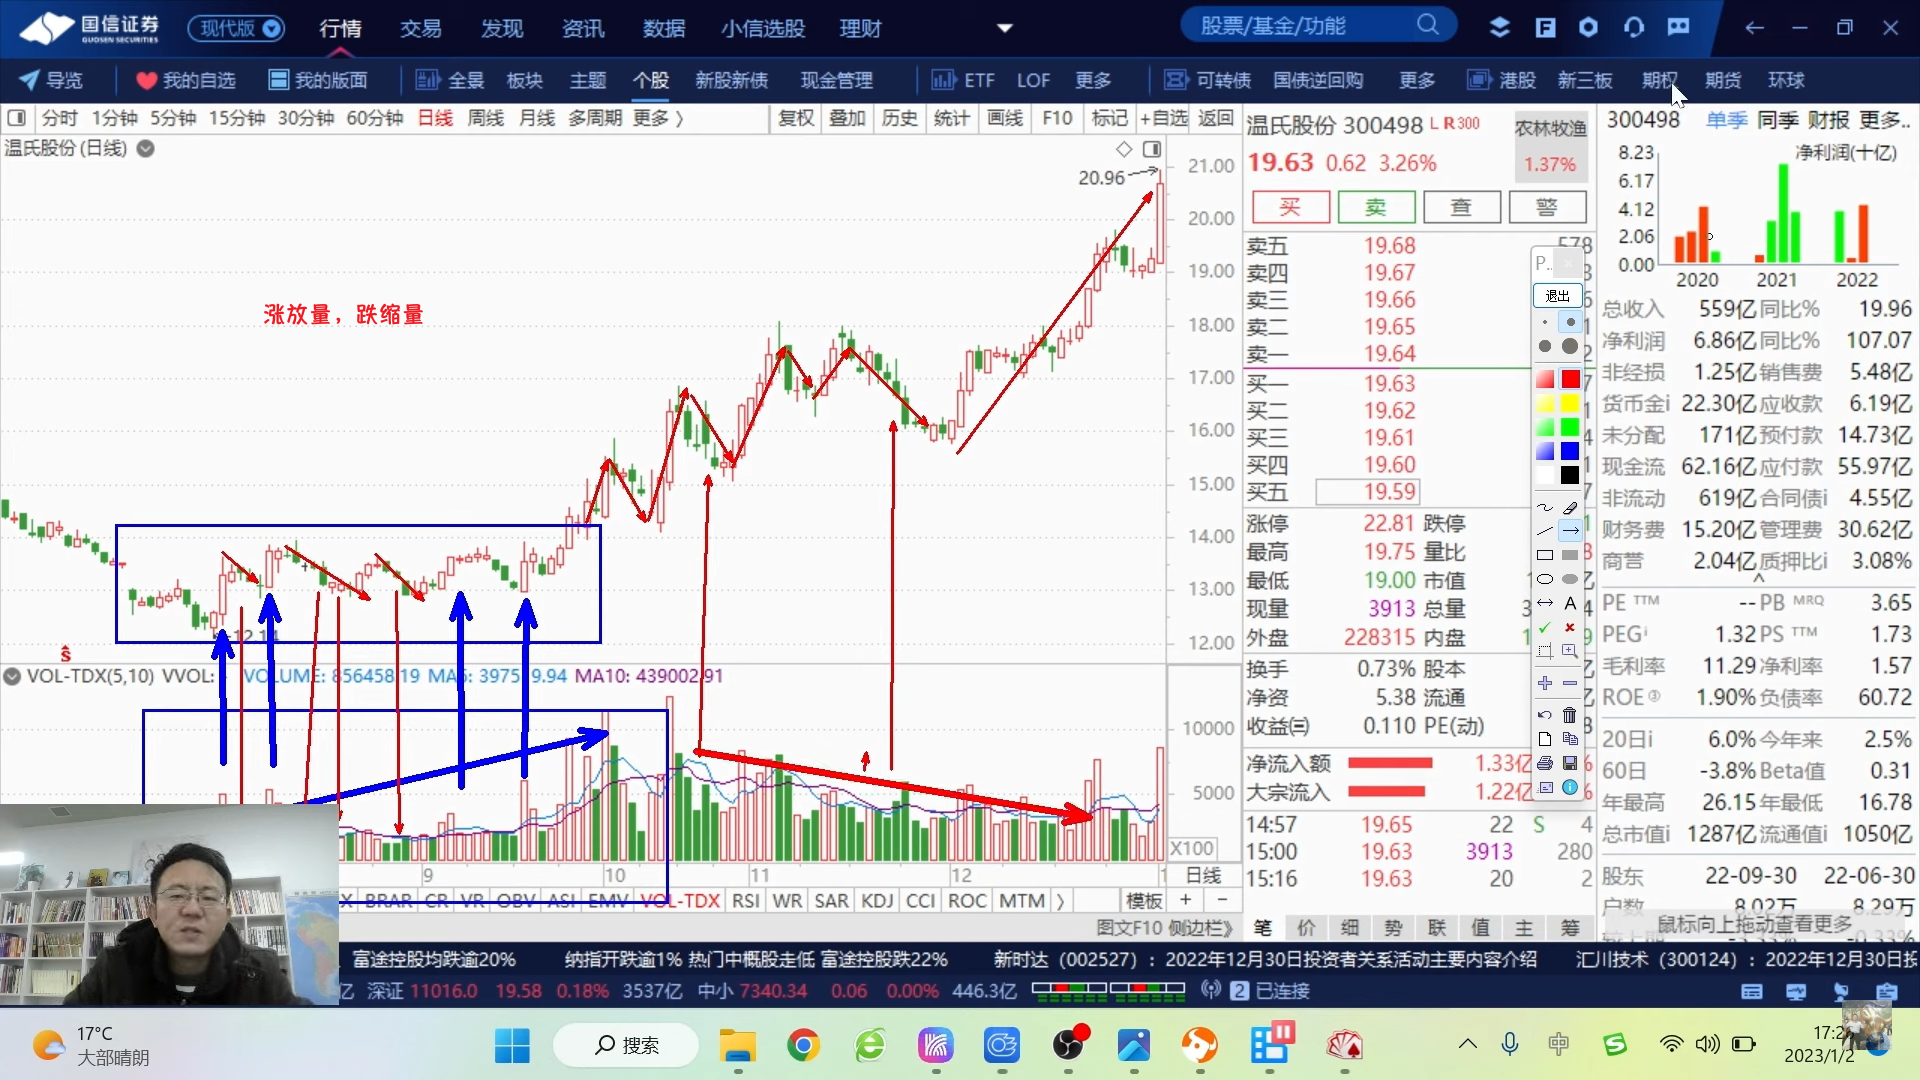 国信证券 现代版 行情 交易 发现 资讯 数据 小信选股 理财 股票/基金/功能
GUOSEN SECURITIES
导览 我的自选 我的版面 全景 板块 主题 个股 新股新债 现金管理 ETF LOF 更多 可转债 国债逆回购 更多 港股 新三板 期权 期货 环球
分时 1分钟 5分钟 15分钟 30分钟 60分钟 日线 周线 月线 多周期 更多 〉 复权 叠加 历史 统计 画线 F10 标记 +自选 返回
温氏股份(日线)
20.96
涨放量，跌缩量
12.14
21.00
20.00
19.00
18.00
17.00
16.00
15.00
14.00
13.00
12.00
VOL-TDX(5,10) VVOL: VOLUME: 856458.19 MA5: 3975 9.94 MA10: 439002.91
10000
5000
X100
9 10 11 12 日线
BRAR CR VR OBV ASI EMV VOL-TDX RSI WR SAR KDJ CCI ROC MTM 〉 模板 + −
图文F10 侧边栏》
温氏股份 300498 L R300
19.63 0.62 3.26%
农林牧渔
1.37%
买 卖 查 警
卖五 19.68 578
卖四 19.67
卖三 19.66
卖二 19.65
卖一 19.64
买一 19.63
买二 19.62
买三 19.61
买四 19.60
买五 19.59
涨停 22.81 跌停
最高 19.75 量比
最低 19.00 市值
现量 3913 总量
外盘 228315 内盘
换手 0.73% 股本
净资 5.38 流通
收益㈢ 0.110 PE(动)
净流入额 1.33亿
大宗流入 1.22亿
14:57 19.65 22 S 4
15:00 19.63 3913 280
15:16 19.63 20 2
笔 价 细 势 联 值 主 筹
P..
退出
A
300498 单季 同季 财报 更多..
净利润(十亿)
8.23
6.17
4.12
2.06
0.00
2020 2021 2022
总收入 559亿 同比% 19.96
净利润 6.86亿 同比% 107.07
非经损 1.25亿 销售费 5.48亿
货币金i 22.30亿 应收款 6.19亿
未分配 171亿 预付款 14.73亿
现金流 62.16亿 应付款 55.97亿
非流动 619亿 合同债i 4.55亿
财务费 15.20亿 管理费 30.62亿
商誉 2.04亿 质押比i 3.08%
PE TTM -- PB MRQ 3.65
PEG i 1.32 PS TTM 1.73
毛利率 11.29 净利率 1.57
ROE③ 1.90% 负债率 60.72
20日i 6.0% 今年来 2.5%
60日 -3.8% Beta值 0.31
年最高 26.15 年最低 16.78
总市值i 1287亿 流通值i 1050亿
股东 22-09-30 22-06-30
户数 8.02万 8.29万
鼠标向上拖动查看更多
富途控股均跌逾20% 纳指开跌逾1% 热门中概股走低 富途控股跌22% 新时达（002527）：2022年12月30日投资者关系活动主要内容介绍 汇川技术（300124）：2022年12月30日投
亿 深证 11016.0 19.58 0.18% 3537亿 中小 7340.34 0.06 0.00% 446.3亿 2 已连接
17°C
大部晴朗
搜索
中
17:2
2023/1/2